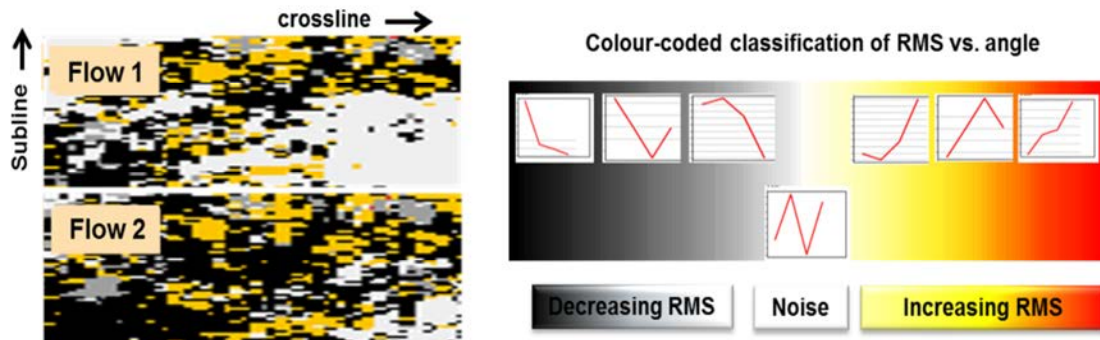 crossline
Subline
Flow 1
Flow 2
Colour-coded classification of RMS vs. angle
Decreasing RMS
Noise
Increasing RMS